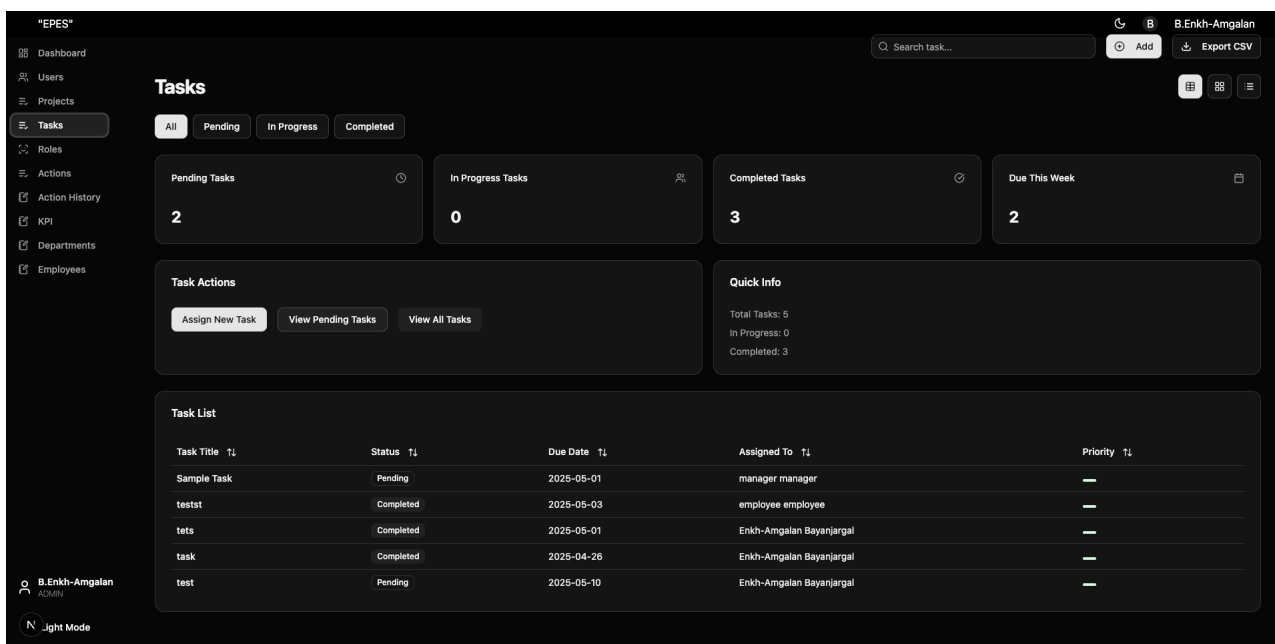 "EPES"
B B.Enkh-Amgalan
Search task...
Add
Export CSV
Dashboard
Users
Projects
Tasks
Roles
Actions
Action History
KPI
Departments
Employees
Tasks
All Pending In Progress Completed
Pending Tasks In Progress Tasks Completed Tasks Due This Week
2 0 3 2
Task Actions
Assign New Task View Pending Tasks View All Tasks
Quick Info
Total Tasks: 5
In Progress: 0
Completed: 3
Task List
Task Title Status Due Date Assigned To Priority
Sample Task Pending 2025-05-01 manager manager
testst Completed 2025-05-03 employee employee
tets Completed 2025-05-01 Enkh-Amgalan Bayanjargal
task Completed 2025-04-26 Enkh-Amgalan Bayanjargal
test Pending 2025-05-10 Enkh-Amgalan Bayanjargal
B.Enkh-Amgalan
ADMIN
N Light Mode